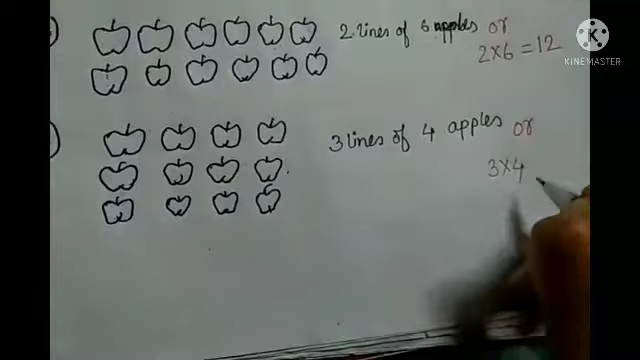 2 lines of 6 apples or
2×6 = 12
KINEMASTER
3 lines of 4 apples or
3×4